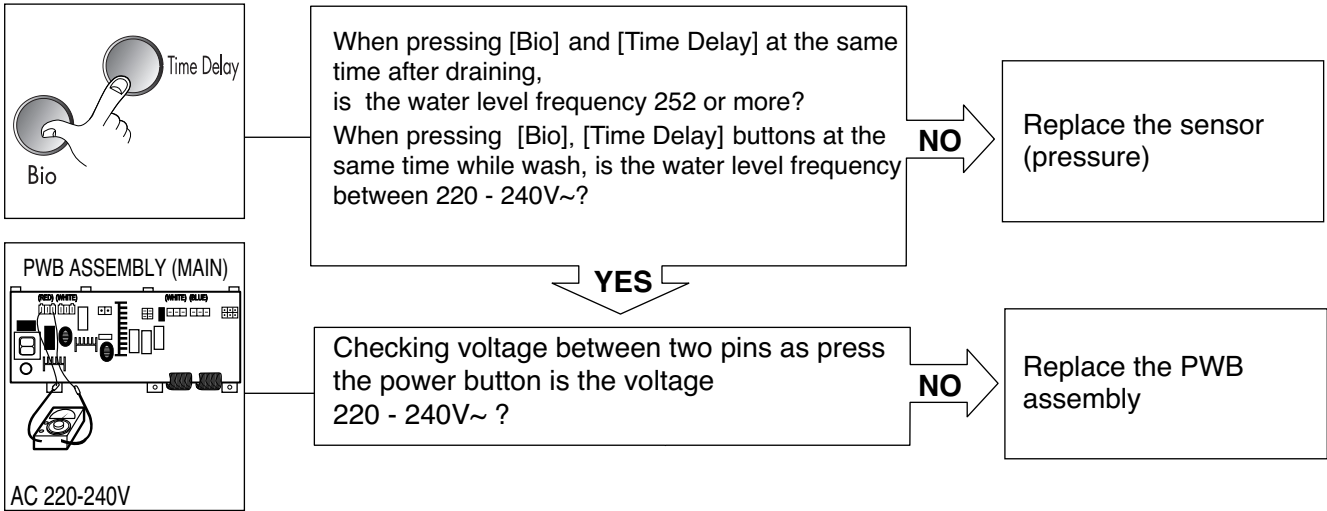 Time Delay
Bio
When pressing [Bio] and [Time Delay] at the same
time after draining,
is the water level frequency 252 or more?
When pressing [Bio], [Time Delay] buttons at the
same time while wash, is the water level frequency
between 220 - 240V~?
NO
Replace the sensor
(pressure)
YES
PWB ASSEMBLY (MAIN)
(RED) (WHITE) (WHITE) (BLUE)
AC 220-240V
Checking voltage between two pins as press
the power button is the voltage
220 - 240V~ ?
NO
Replace the PWB
assembly